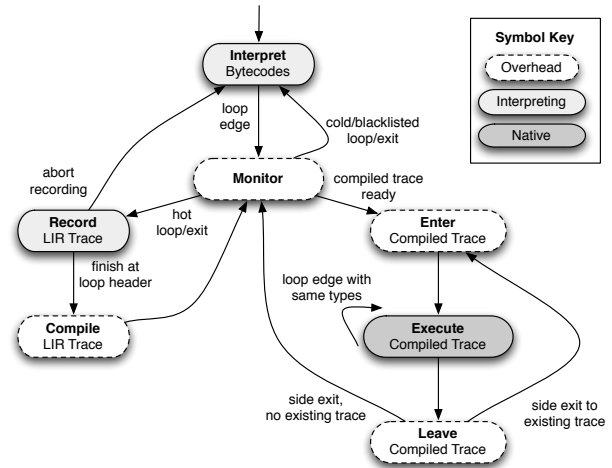 Symbol Key
Overhead
Interpreting
Native
Interpret
Bytecodes
loop
edge
cold/blacklisted
loop/exit
abort
recording
Monitor
compiled trace
ready
hot
loop/exit
Record
LIR Trace
Enter
Compiled Trace
finish at
loop header
loop edge with
same types
Compile
LIR Trace
Execute
Compiled Trace
side exit,
no existing trace
side exit to
existing trace
Leave
Compiled Trace